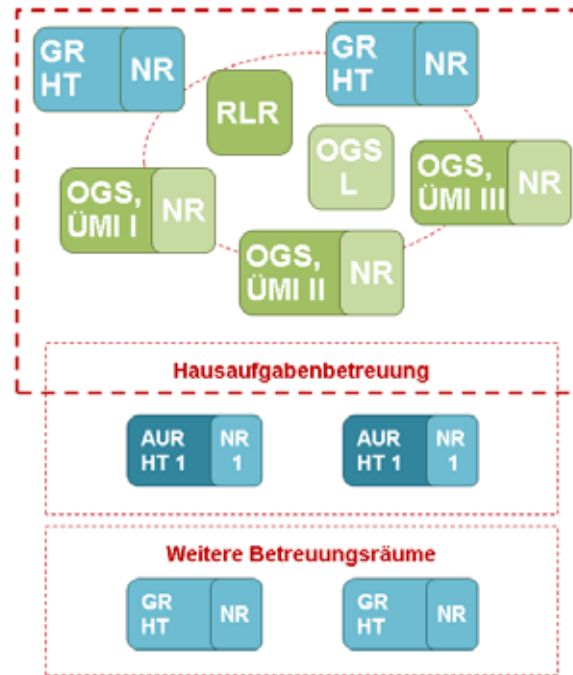 GR
HT
NR
GR
HT
NR
RLR
OGS
L
OGS,
ÜMI I
NR
OGS,
ÜMI III
NR
OGS,
ÜMI II
NR
Hausaufgabenbetreuung
AUR
HT 1
NR
1
AUR
HT 1
NR
1
Weitere Betreuungsräume
GR
HT
NR
GR
HT
NR